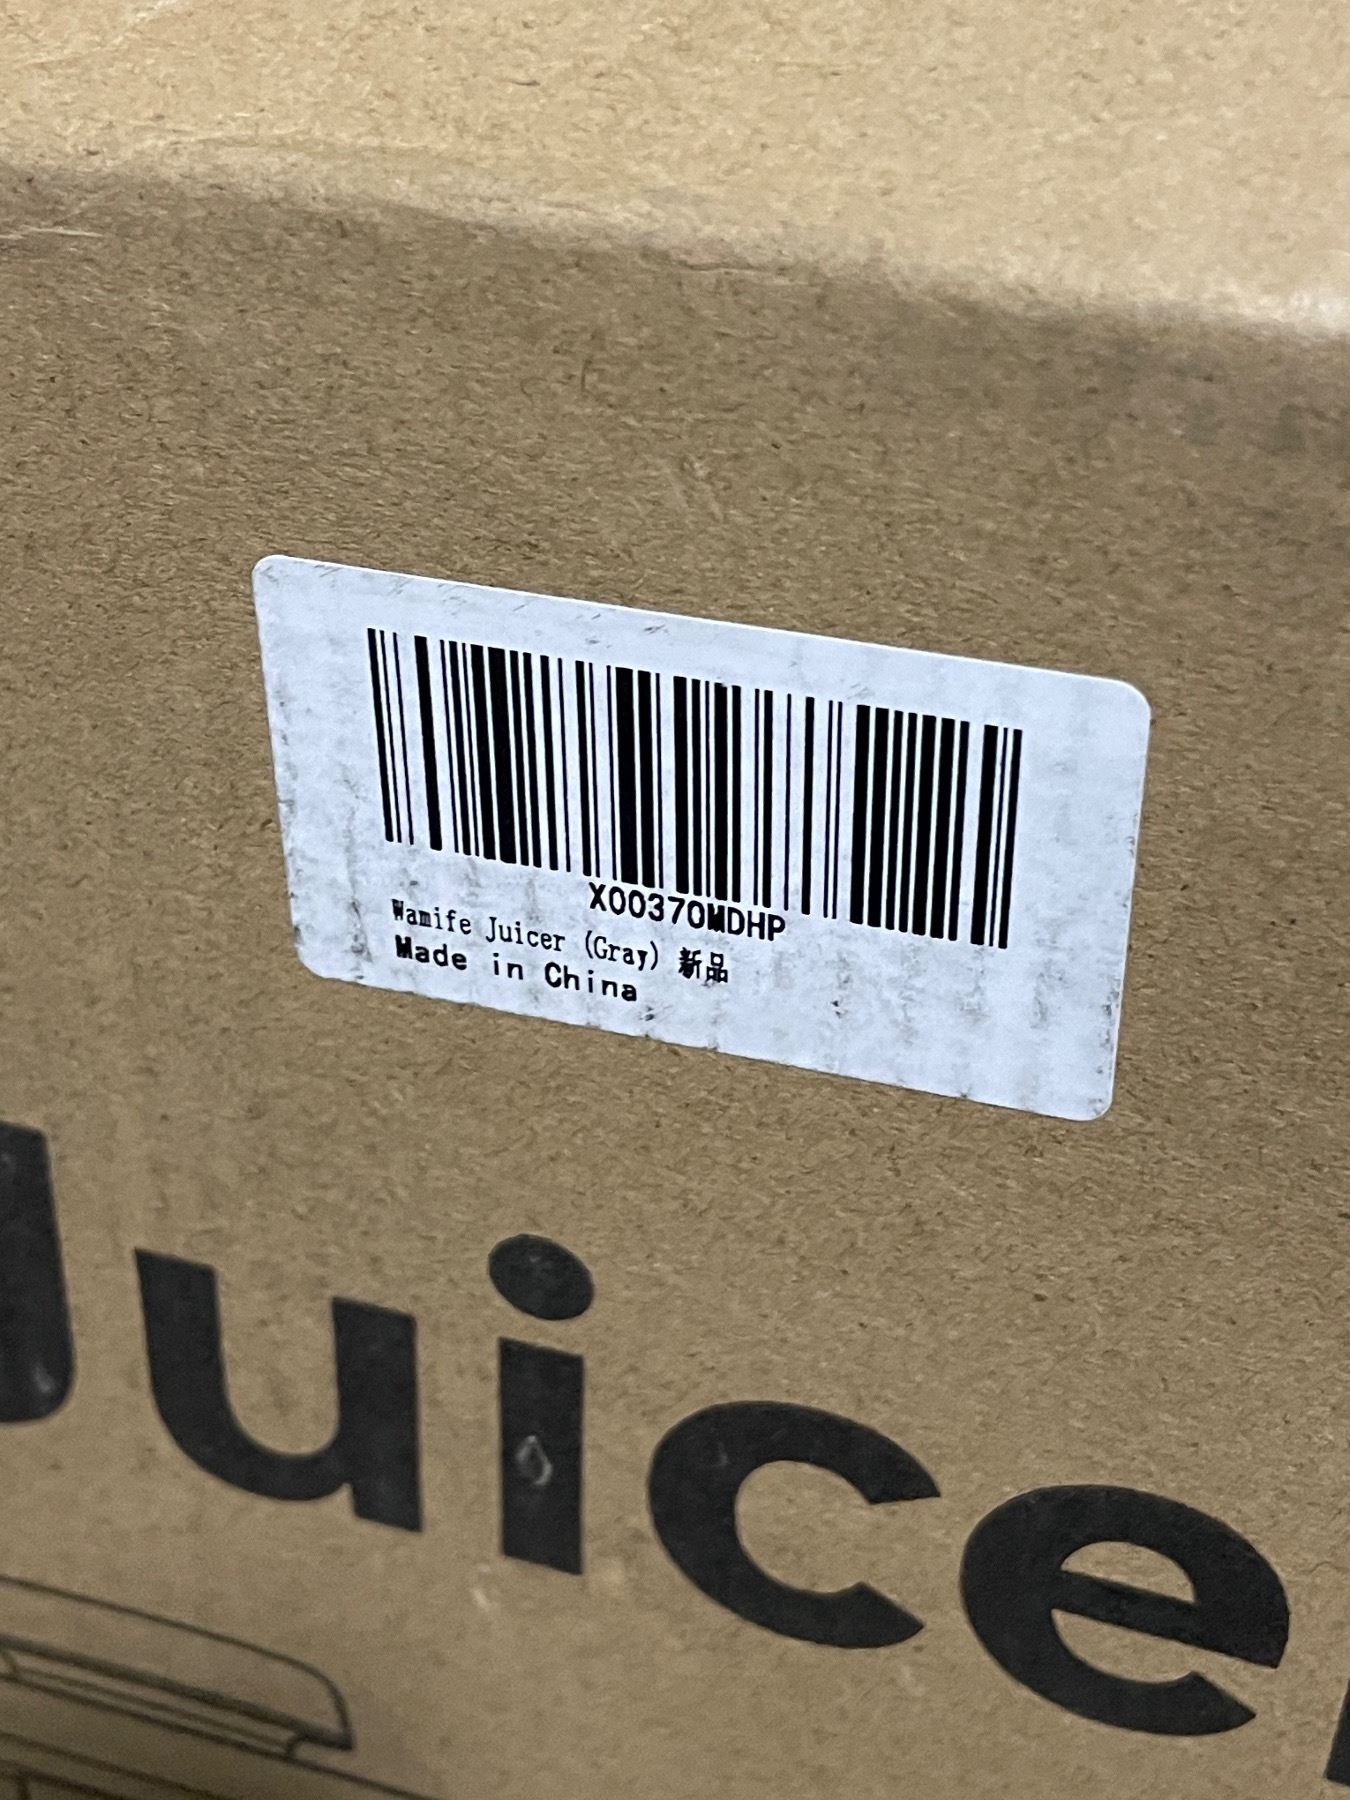 X00370MDHP
Wamife Juicer (Gray) 新品
Made in China
Juice